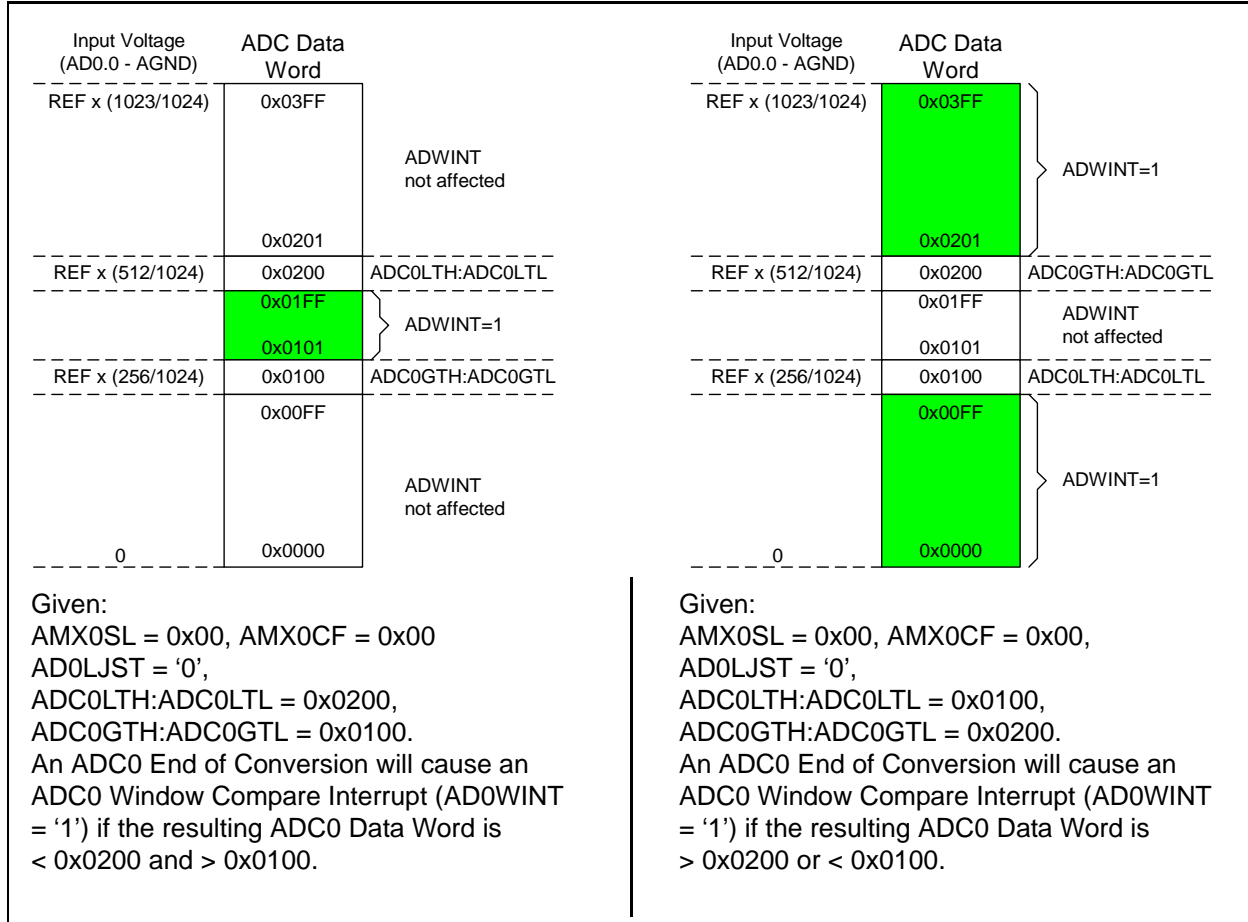 Input Voltage
(AD0.0 - AGND)
ADC Data
Word
REF x (1023/1024)
0x03FF
ADWINT
not affected
0x0201
REF x (512/1024)
0x0200
ADC0LTH:ADC0LTL
0x01FF
ADWINT=1
0x0101
REF x (256/1024)
0x0100
ADC0GTH:ADC0GTL
0x00FF
ADWINT
not affected
0
0x0000
Given:
AMX0SL = 0x00, AMX0CF = 0x00
AD0LJST = ‘0’,
ADC0LTH:ADC0LTL = 0x0200,
ADC0GTH:ADC0GTL = 0x0100.
An ADC0 End of Conversion will cause an
ADC0 Window Compare Interrupt (AD0WINT
= ‘1’) if the resulting ADC0 Data Word is
< 0x0200 and > 0x0100.
Input Voltage
(AD0.0 - AGND)
ADC Data
Word
REF x (1023/1024)
0x03FF
ADWINT=1
0x0201
REF x (512/1024)
0x0200
ADC0GTH:ADC0GTL
0x01FF
ADWINT
not affected
0x0101
REF x (256/1024)
0x0100
ADC0LTH:ADC0LTL
0x00FF
ADWINT=1
0
0x0000
Given:
AMX0SL = 0x00, AMX0CF = 0x00,
AD0LJST = ‘0’,
ADC0LTH:ADC0LTL = 0x0100,
ADC0GTH:ADC0GTL = 0x0200.
An ADC0 End of Conversion will cause an
ADC0 Window Compare Interrupt (AD0WINT
= ‘1’) if the resulting ADC0 Data Word is
> 0x0200 or < 0x0100.